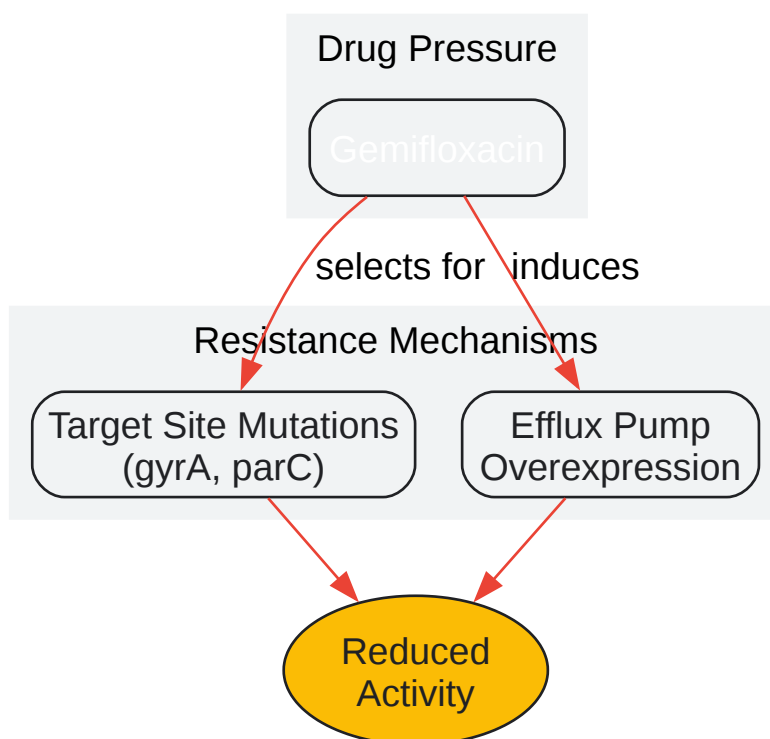 Drug Pressure
Gemifloxacin
selects for
induces
Resistance Mechanisms
Target Site Mutations
(gyrA, parC)
Efflux Pump
Overexpression
Reduced
Activity